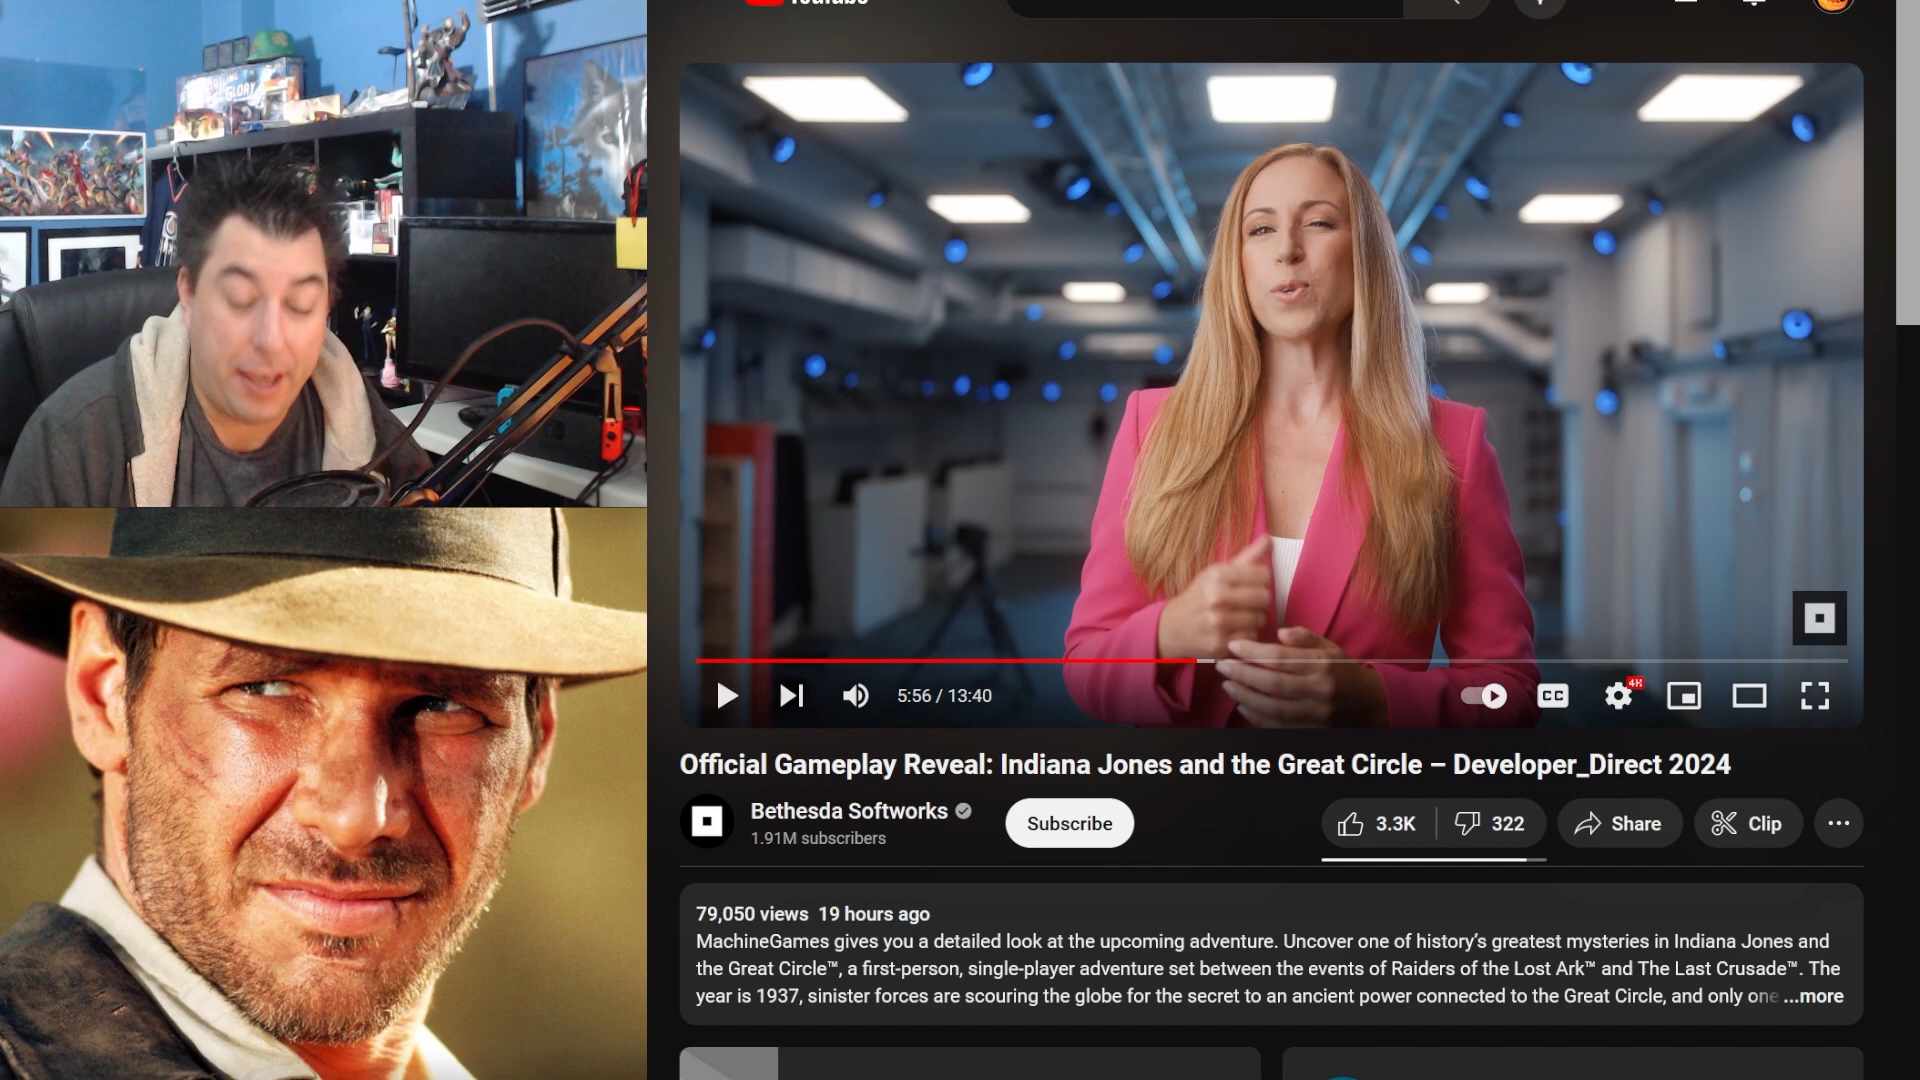 YouTube
GLORY
5:56 / 13:40
CC
4K
Official Gameplay Reveal: Indiana Jones and the Great Circle – Developer_Direct 2024
Bethesda Softworks
1.91M subscribers
Subscribe
3.3K
322
Share
Clip
79,050 views 19 hours ago
MachineGames gives you a detailed look at the upcoming adventure. Uncover one of history's greatest mysteries in Indiana Jones and
the Great Circle™, a first-person, single-player adventure set between the events of Raiders of the Lost Ark™ and The Last Crusade™. The
year is 1937, sinister forces are scouring the globe for the secret to an ancient power connected to the Great Circle, and only one ...more